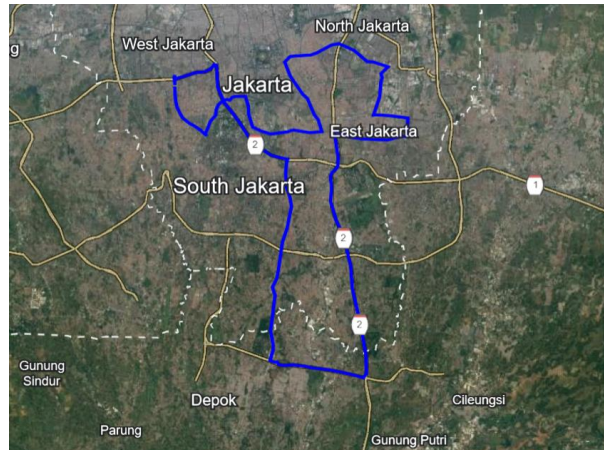 North Jakarta
West Jakarta
g
Jakarta
East Jakarta
2
South Jakarta
1
2
2
Gunung
Sindur
Depok
Cileungsi
Parung
Gunung Putri